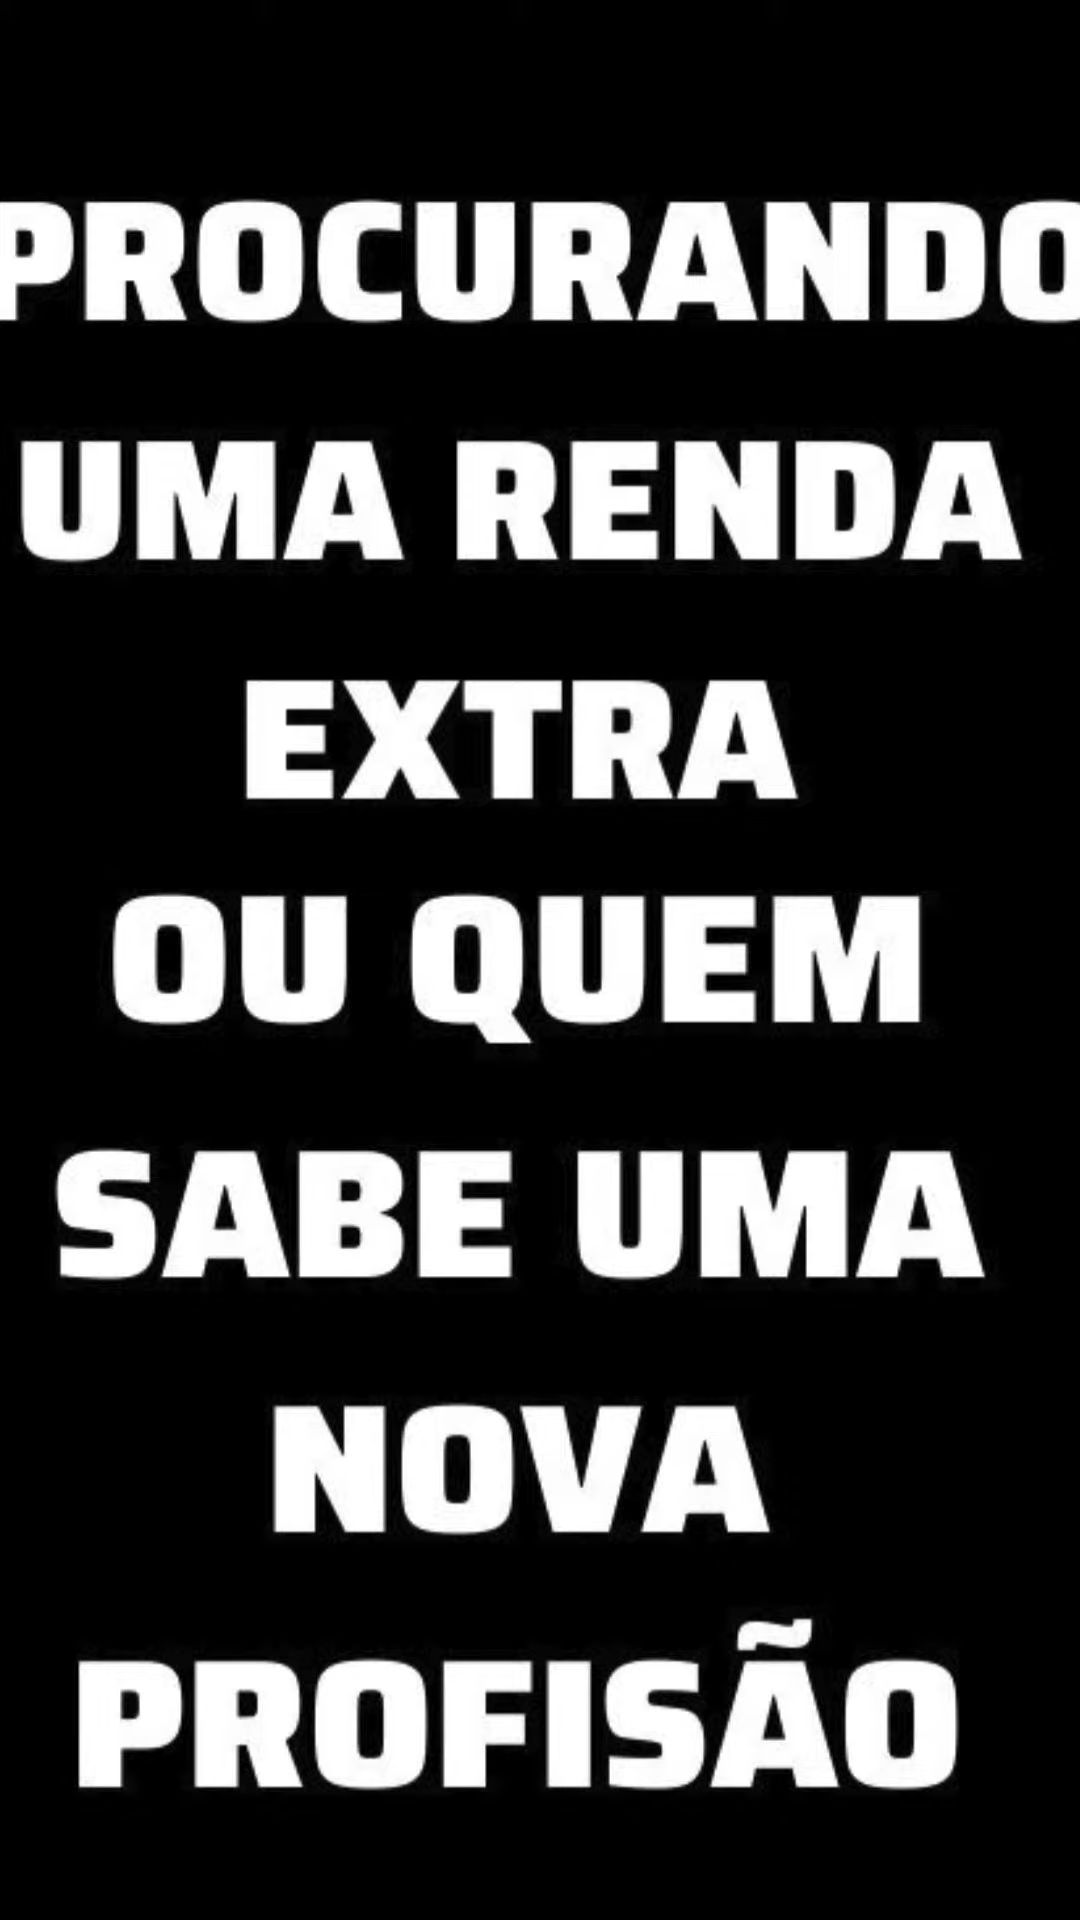 PROCURANDO
UMA RENDA
EXTRA
OU QUEM
SABE UMA
NOVA
PROFISÃO